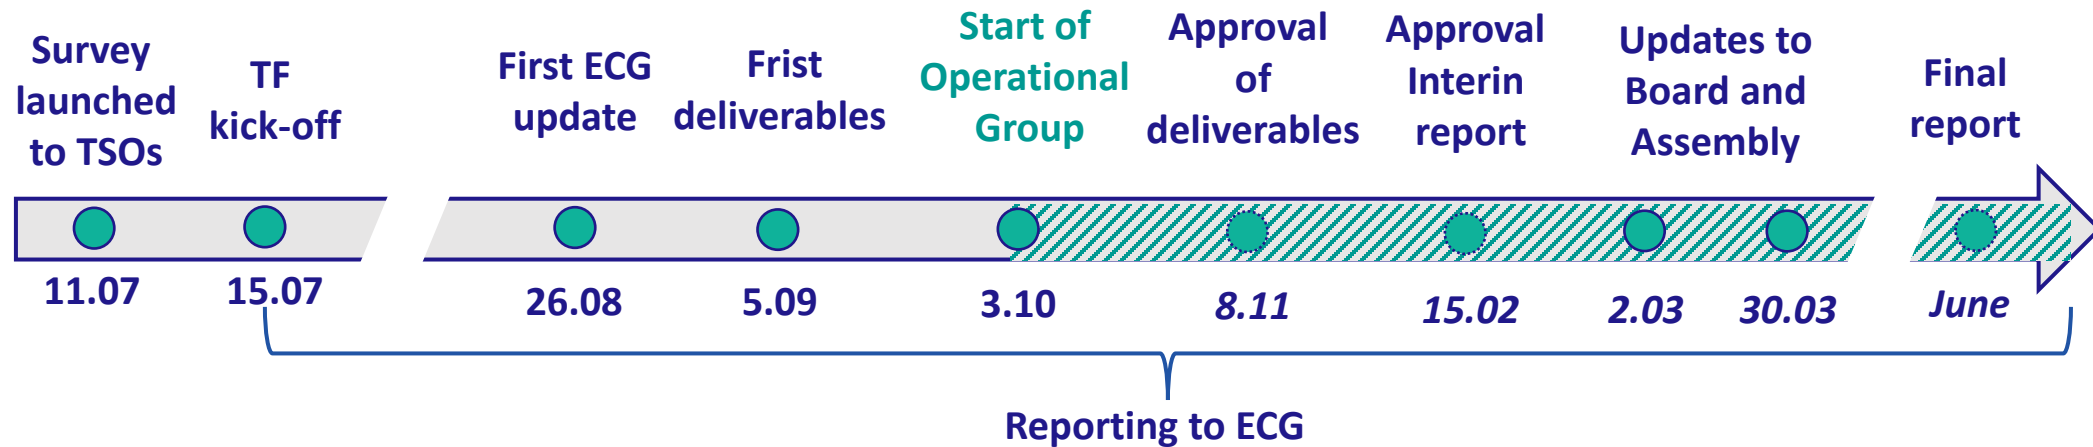 Survey
launched
to TSOs
TF
kick-off
First ECG
update
Frist
deliverables
Start of
Operational
Group
Approval
of
deliverables
Approval
Interin
report
Updates to
Board and
Assembly
Final
report
11.07
15.07
26.08
5.09
3.10
8.11
15.02
2.03
30.03
June
Reporting to ECG